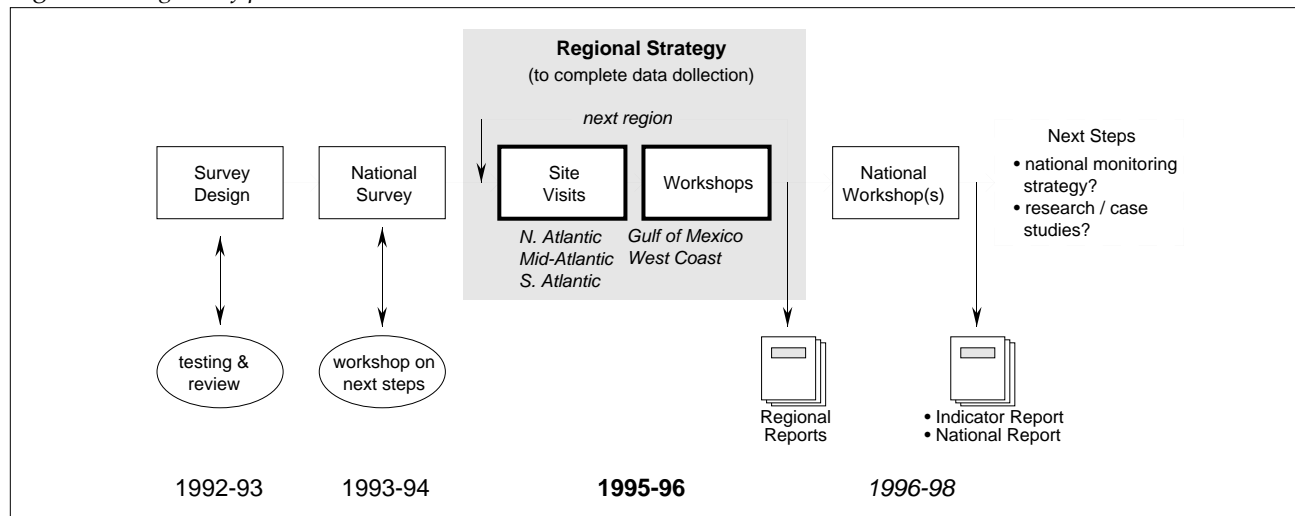 Regional Strategy
(to complete data dollection)
next region
Survey
Design
National
Survey
Site
Visits
Workshops
National
Workshop(s)
Next Steps
• national monitoring
strategy?
• research / case
studies?
N. Atlantic
Mid-Atlantic
S. Atlantic
Gulf of Mexico
West Coast
testing &
review
workshop on
next steps
Regional
Reports
• Indicator Report
• National Report
1992-93
1993-94
1995-96
1996-98